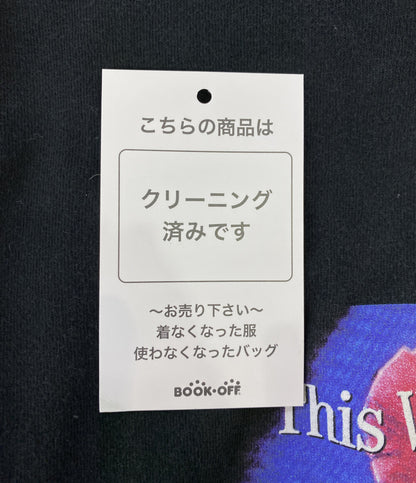 こちらの商品は
クリーニング
済みです
〜お売り下さい〜
着なくなった服
使わなくなったバッグ
BOOK・OFF
This W